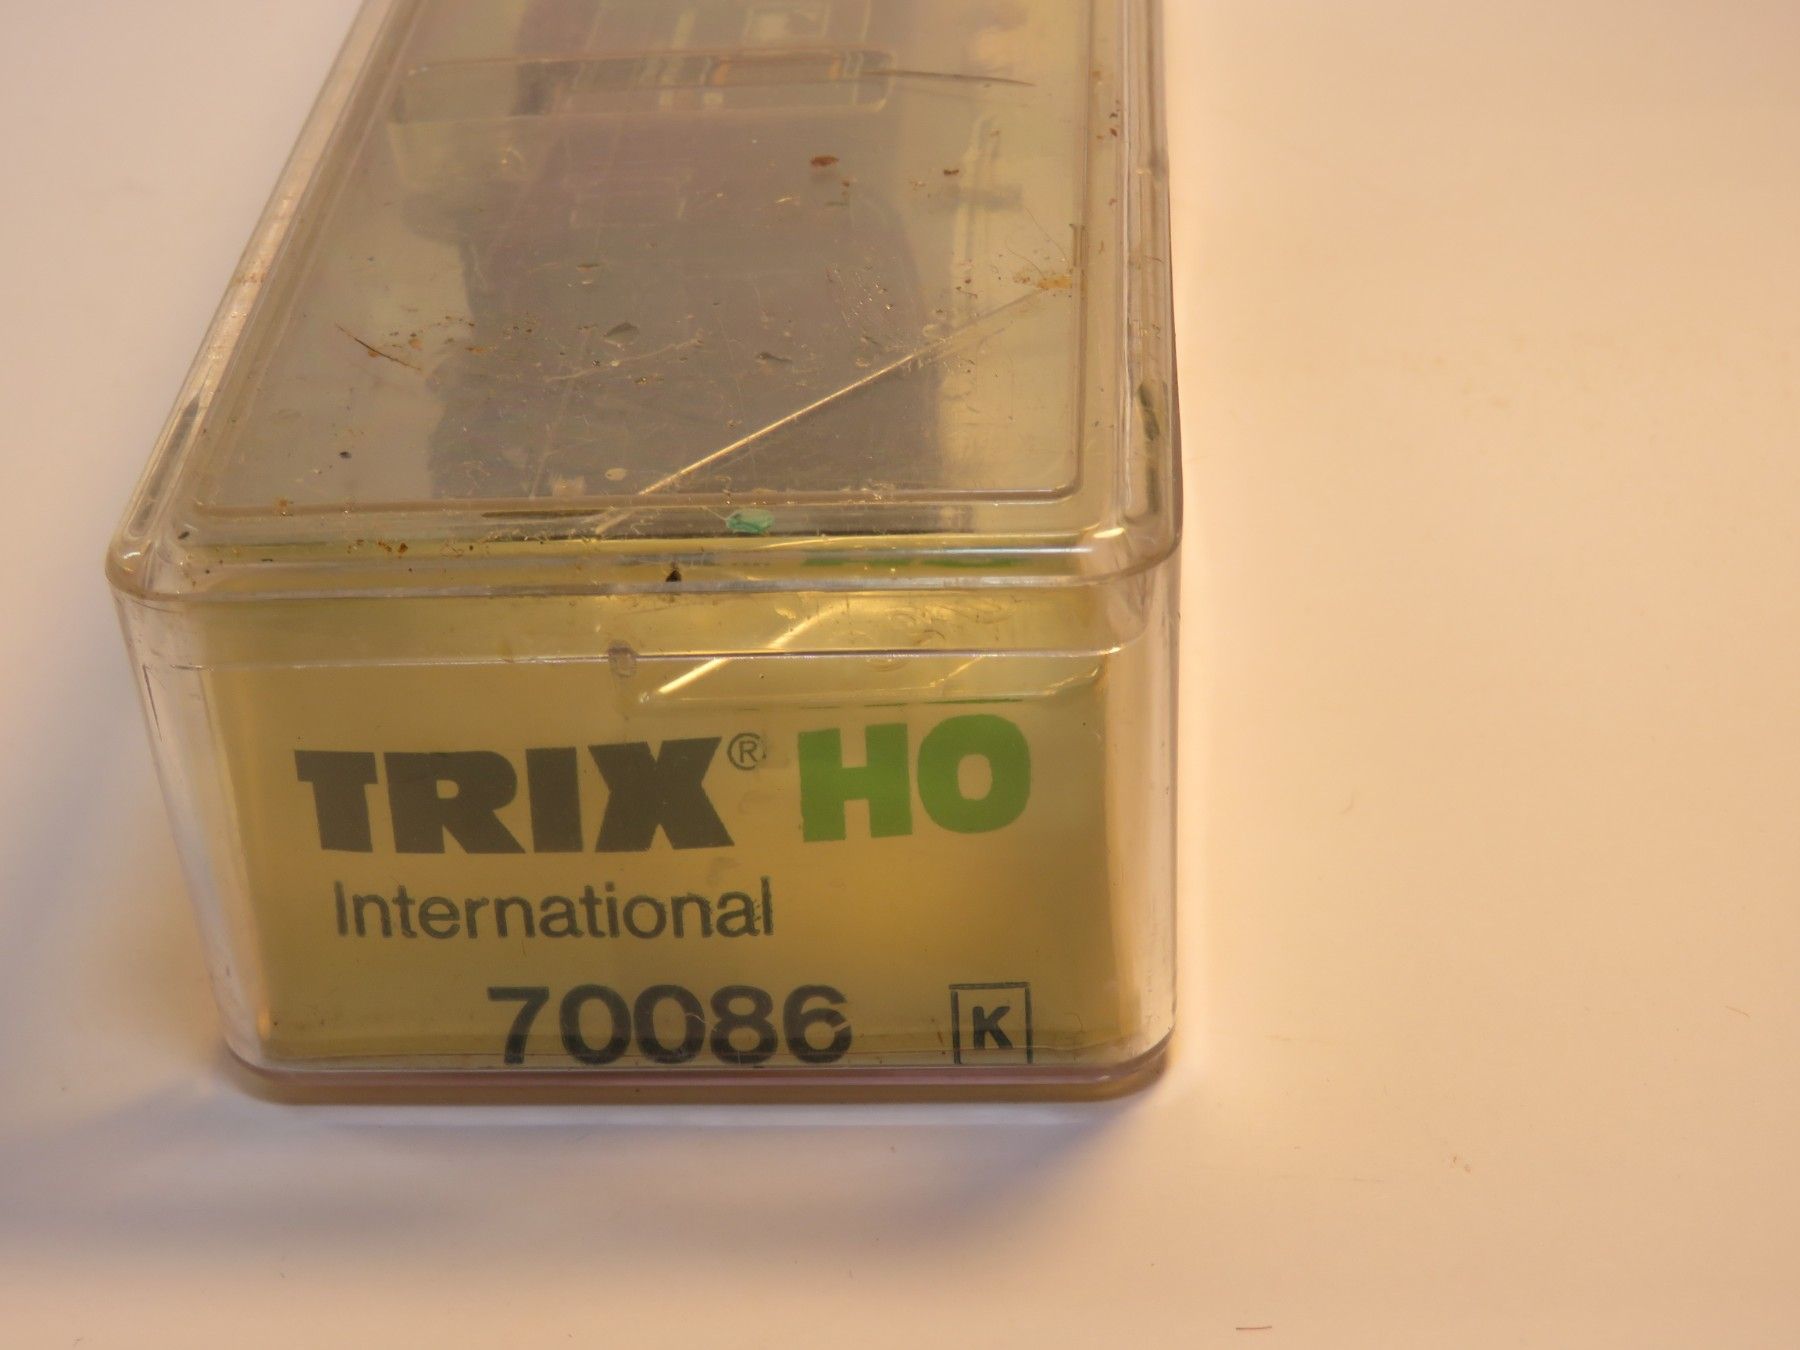 TRIX® HO
International
70086 K